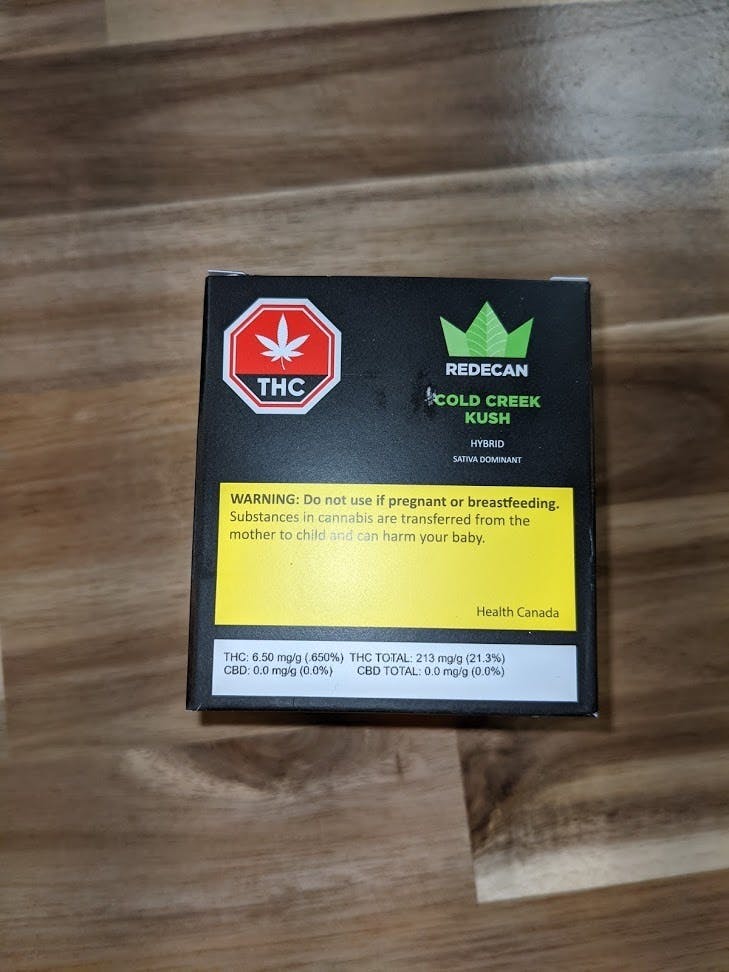 THC
REDECAN
COLD CREEK
KUSH
HYBRID
SATIVA DOMINANT
WARNING: Do not use if pregnant or breastfeeding.
Substances in cannabis are transferred from the
mother to child and can harm your baby.
Health Canada
THC: 6.50 mg/g (.650%) THC TOTAL: 213 mg/g (21.3%)
CBD: 0.0 mg/g (0.0%) CBD TOTAL: 0.0 mg/g (0.0%)